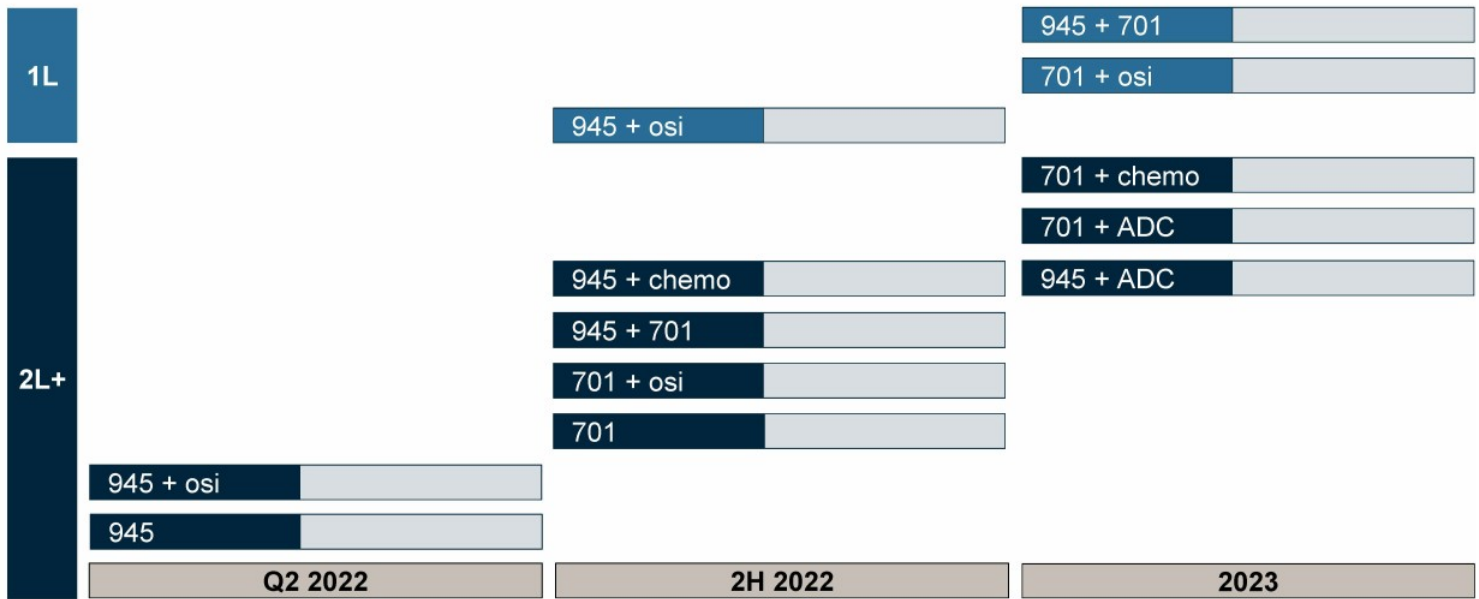 1L
945 + 701
701 + osi
945 + osi
2L+
701 + chemo
701 + ADC
945 + chemo
945 + ADC
945 + 701
701 + osi
701
945 + osi
945
Q2 2022
2H 2022
2023